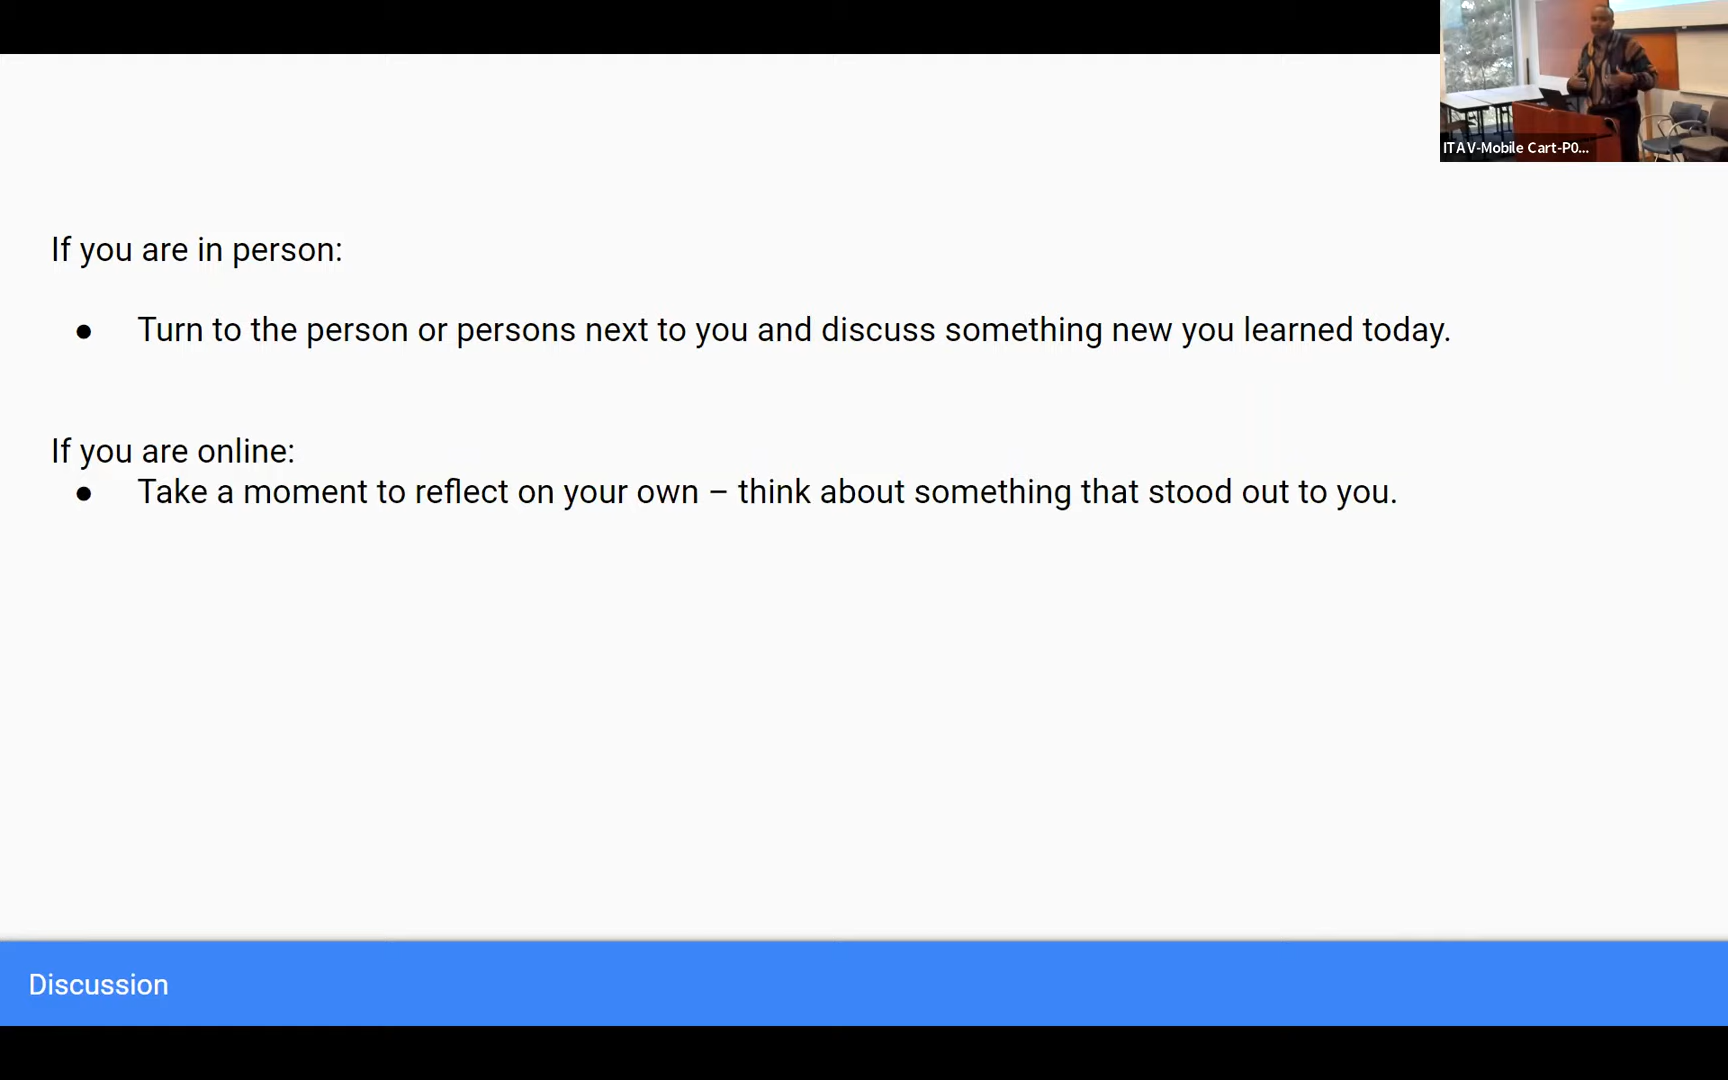 ITAV-Mobile Cart-P0...
If you are in person:
● Turn to the person or persons next to you and discuss something new you learned today.
If you are online:
● Take a moment to reflect on your own – think about something that stood out to you.
Discussion